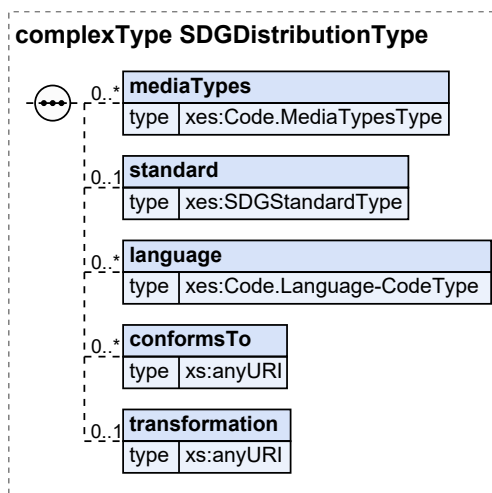 complexType SDGDistributionType
0..* mediaTypes
type xes:Code.MediaTypesType
0..1 standard
type xes:SDGStandardType
0..* language
type xes:Code.Language-CodeType
0..* conformsTo
type xs:anyURI
0..1 transformation
type xs:anyURI